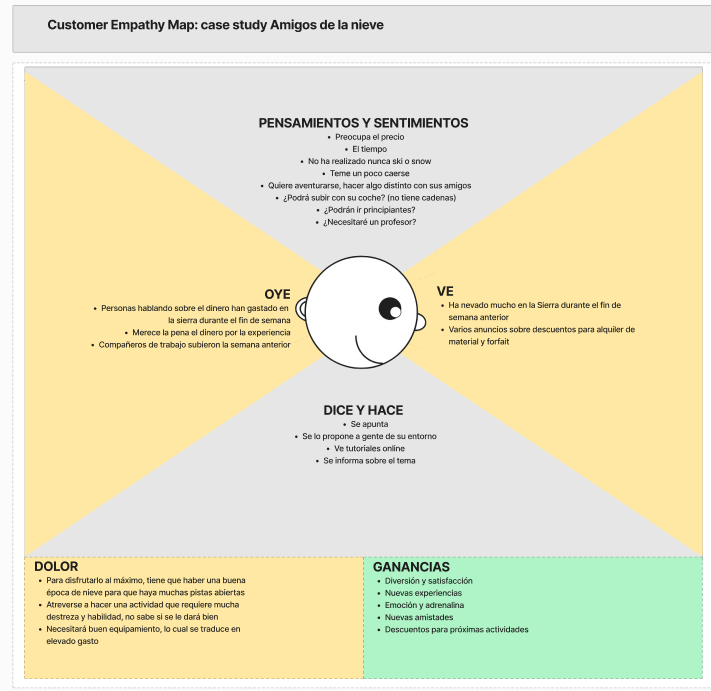 Customer Empathy Map: case study Amigos de la nieve
PENSAMIENTOS Y SENTIMIENTOS
• Preocupa el precio
• El tiempo
• No ha realizado nunca ski o snow
• Teme un poco caerse
• Quiere aventurarse, hacer algo distinto con sus amigos
• ¿Podrá subir con su coche? (no tiene cadenas)
• ¿Podrán ir principiantes?
• ¿Necesitaré un profesor?
OYE
• Personas hablando sobre el dinero han gastado en
la sierra durante el fin de semana
• Merece la pena el dinero por la experiencia
• Compañeros de trabajo subieron la semana anterior
VE
• Ha nevado mucho en la Sierra durante el fin de
semana anterior
• Varios anuncios sobre descuentos para alquiler de
material y forfait
DICE Y HACE
• Se apunta
• Se lo propone a gente de su entorno
• Ve tutoriales online
• Se informa sobre el tema
DOLOR
• Para disfrutarlo al máximo, tiene que haber una buena
época de nieve para que haya muchas pistas abiertas
• Atreverse a hacer una actividad que requiere mucha
destreza y habilidad, no sabe si se le dará bien
• Necesitará buen equipamiento, lo cual se traduce en
elevado gasto
GANANCIAS
• Diversión y satisfacción
• Nuevas experiencias
• Emoción y adrenalina
• Nuevas amistades
• Descuentos para próximas actividades